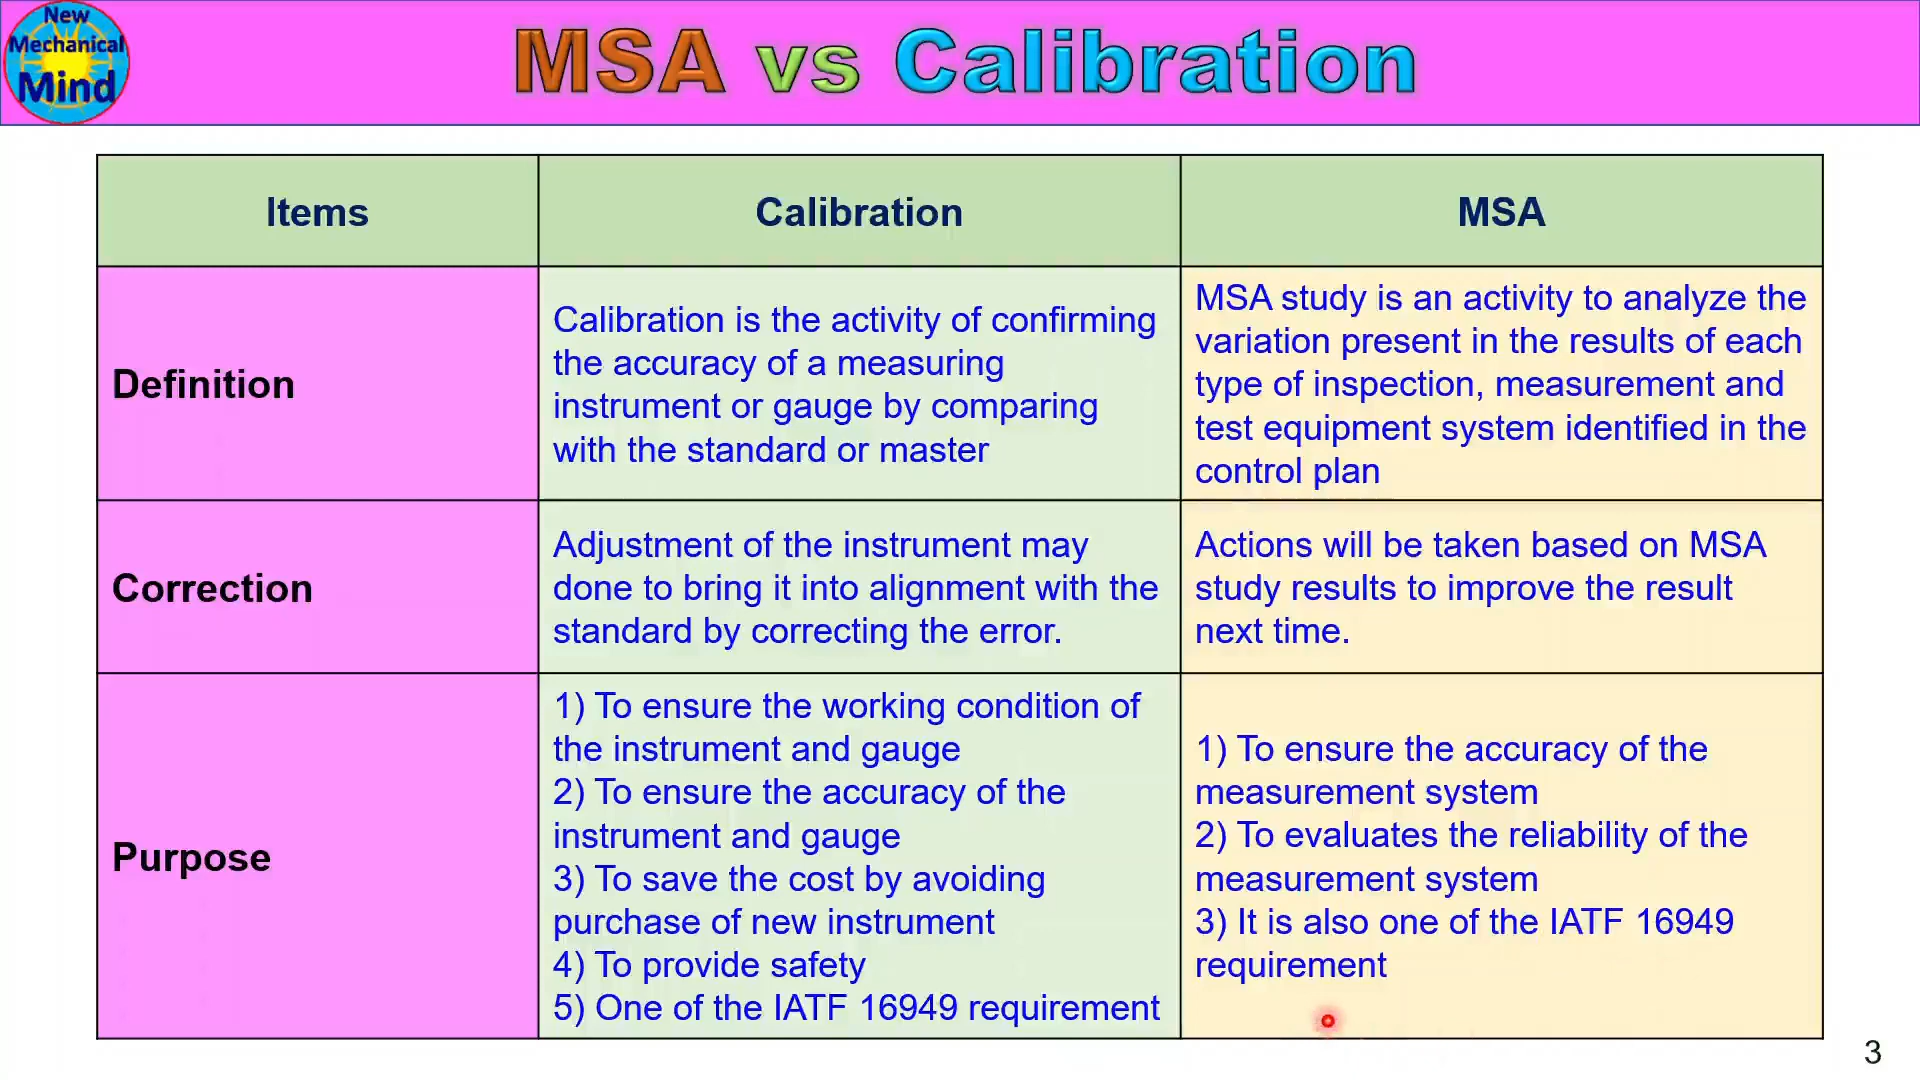 New
Mechanical
Mind
MSA vs Calibration
Items
Calibration
MSA
Definition
Calibration is the activity of confirming
the accuracy of a measuring
instrument or gauge by comparing
with the standard or master
MSA study is an activity to analyze the
variation present in the results of each
type of inspection, measurement and
test equipment system identified in the
control plan
Correction
Adjustment of the instrument may
done to bring it into alignment with the
standard by correcting the error.
Actions will be taken based on MSA
study results to improve the result
next time.
Purpose
1) To ensure the working condition of
the instrument and gauge
2) To ensure the accuracy of the
instrument and gauge
3) To save the cost by avoiding
purchase of new instrument
4) To provide safety
5) One of the IATF 16949 requirement
1) To ensure the accuracy of the
measurement system
2) To evaluates the reliability of the
measurement system
3) It is also one of the IATF 16949
requirement
3